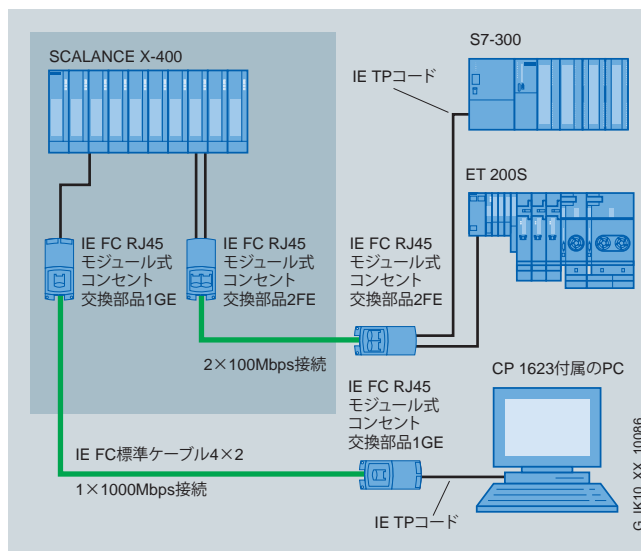 SCALANCE X-400
S7-300
IE TPコード
ET 200S
IE FC RJ45
モジュール式
コンセント
交換部品1GE
IE FC RJ45
モジュール式
コンセント
交換部品2FE
IE FC RJ45
モジュール式
コンセント
交換部品2FE
2×100Mbps接続
CP 1623付属のPC
IE FC RJ45
モジュール式
コンセント
交換部品1GE
IE FC標準ケーブル4×2
1×1000Mbps接続
IE TPコード
G_IK10_XX_10086